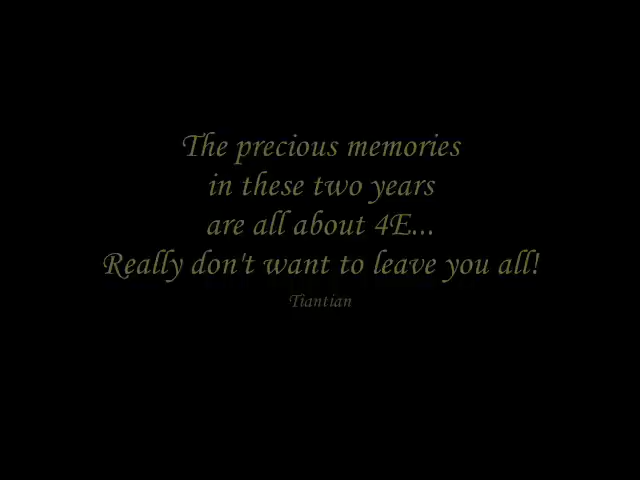 The precious memories
in these two years
are all about 4E...
Really don't want to leave you all!
Tiantian